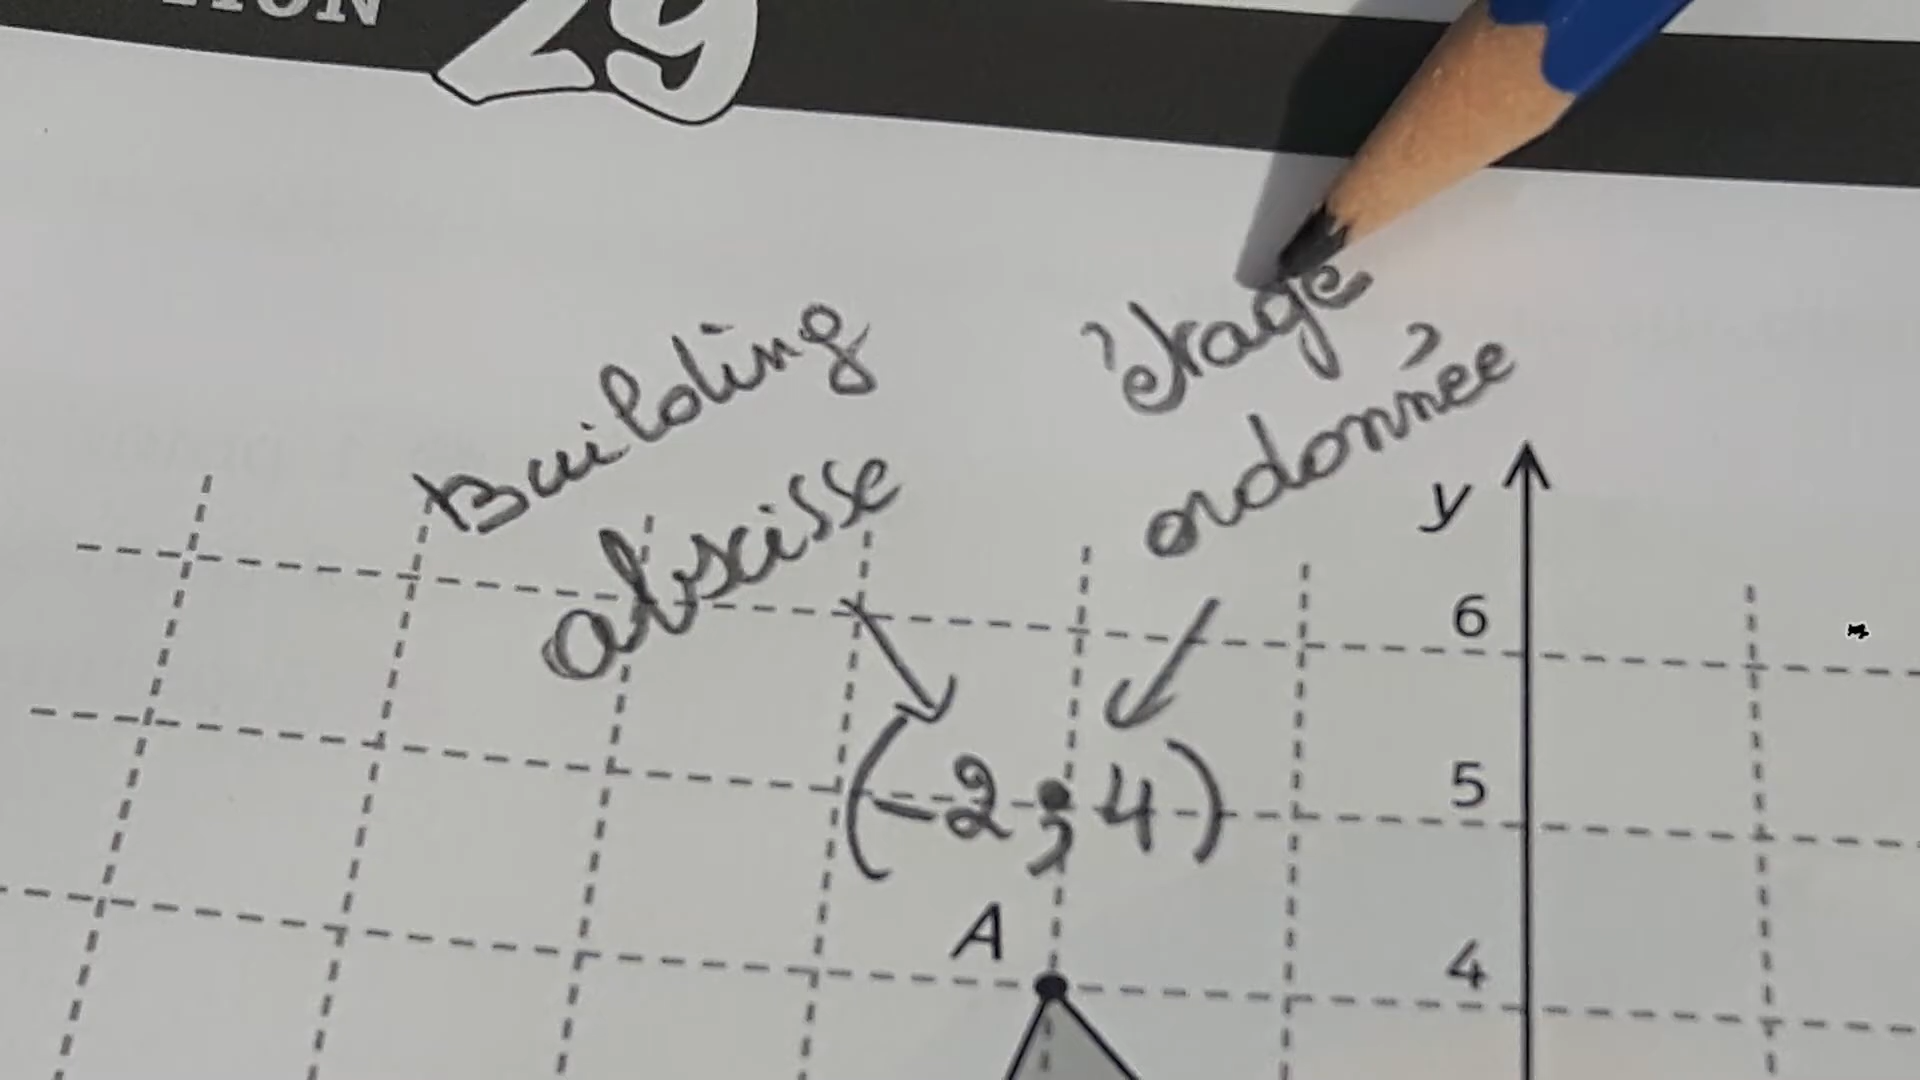 29
Building
étage
abscisse
ordonnée
y
6
(-2;4)
5
A
4